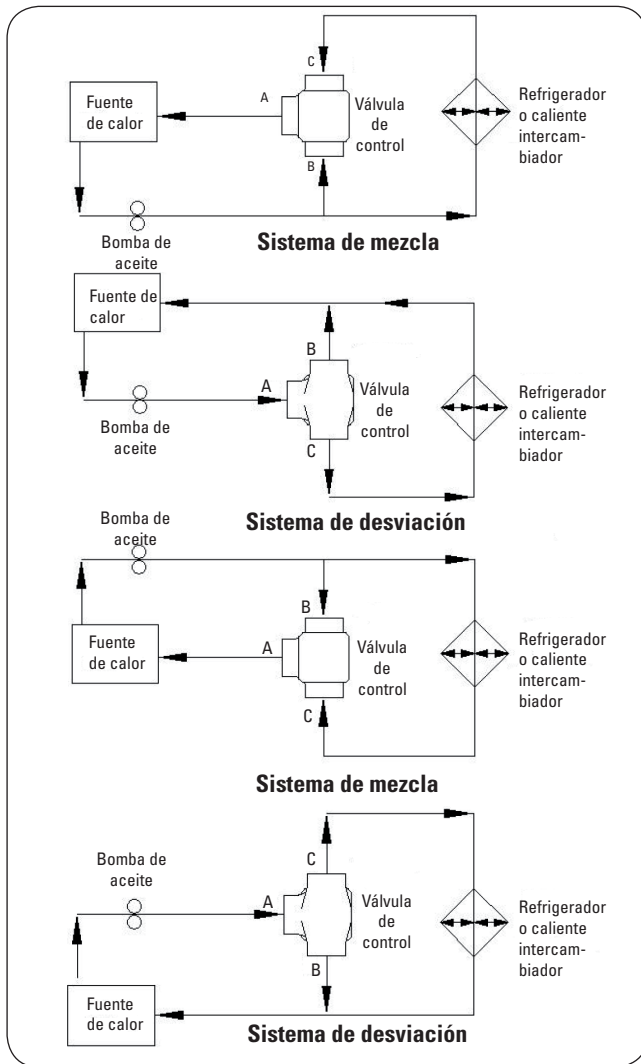 C
A
Fuente
de calor
Válvula
de
control
Refrigerador
o caliente
intercam-
biador
B
Bomba de
aceite
Sistema de mezcla
Fuente de
calor
B
A
Válvula
de
control
Refrigerador
o caliente
intercam-
biador
Bomba de
aceite
C
Sistema de desviación
Bomba de
aceite
B
Fuente
de calor
A
Válvula
de
control
Refrigerador
o caliente
intercam-
biador
C
Sistema de mezcla
Bomba de
aceite
C
A
Válvula
de
control
Refrigerador
o caliente
intercam-
biador
B
Fuente
de calor
Sistema de desviación